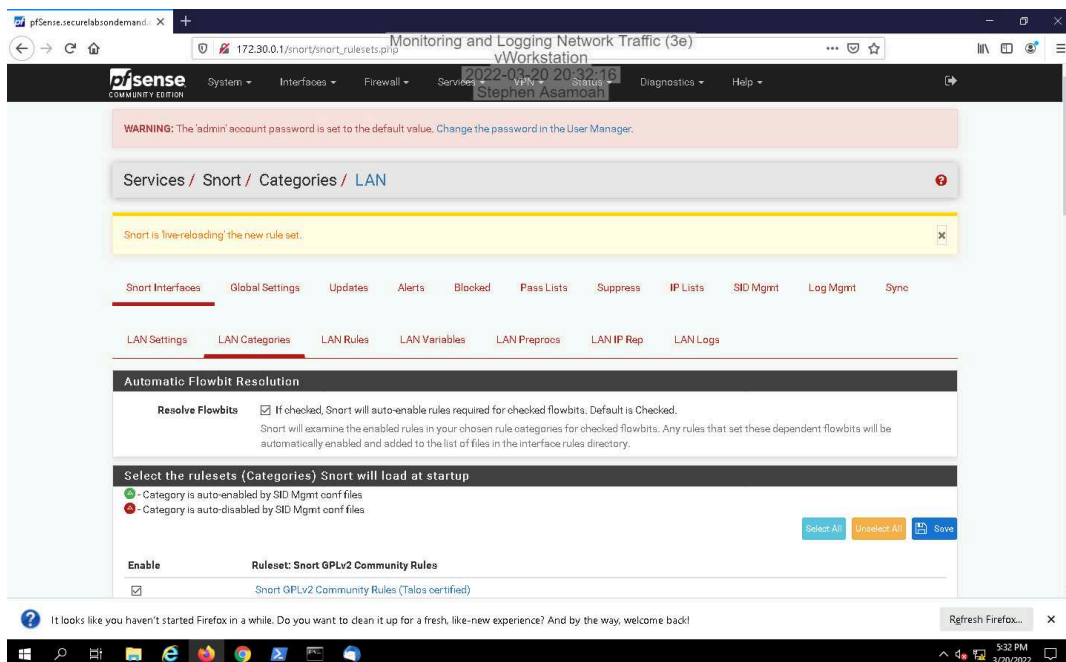 pfSense.securelabsondemand.
172.30.0.1/snort/snort_rulesets.php
Monitoring and Logging Network Traffic (3e)
vWorkstation
2022-03-20 20:32:16
Stephen Asamoah
pfsense
COMMUNITY EDITION
System
Interfaces
Firewall
Services
VPN
Status
Diagnostics
Help
WARNING: The 'admin' account password is set to the default value. Change the password in the User Manager.
Services / Snort / Categories / LAN
Snort is 'live-reloading' the new rule set.
Snort Interfaces
Global Settings
Updates
Alerts
Blocked
Pass Lists
Suppress
IP Lists
SID Mgmt
Log Mgmt
Sync
LAN Settings
LAN Categories
LAN Rules
LAN Variables
LAN Preprocs
LAN IP Rep
LAN Logs
Automatic Flowbit Resolution
Resolve Flowbits
If checked, Snort will auto-enable rules required for checked flowbits. Default is Checked.
Snort will examine the enabled rules in your chosen rule categories for checked flowbits. Any rules that set these dependent flowbits will be
automatically enabled and added to the list of files in the interface rules directory.
Select the rulesets (Categories) Snort will load at startup
- Category is auto-enabled by SID Mgmt conf files
- Category is auto-disabled by SID Mgmt conf files
Select All
Unselect All
Save
Enable
Ruleset: Snort GPLv2 Community Rules
Snort GPLv2 Community Rules (Talos certified)
It looks like you haven't started Firefox in a while. Do you want to clean it up for a fresh, like-new experience? And by the way, welcome back!
Refresh Firefox...
5:32 PM
3/20/2022